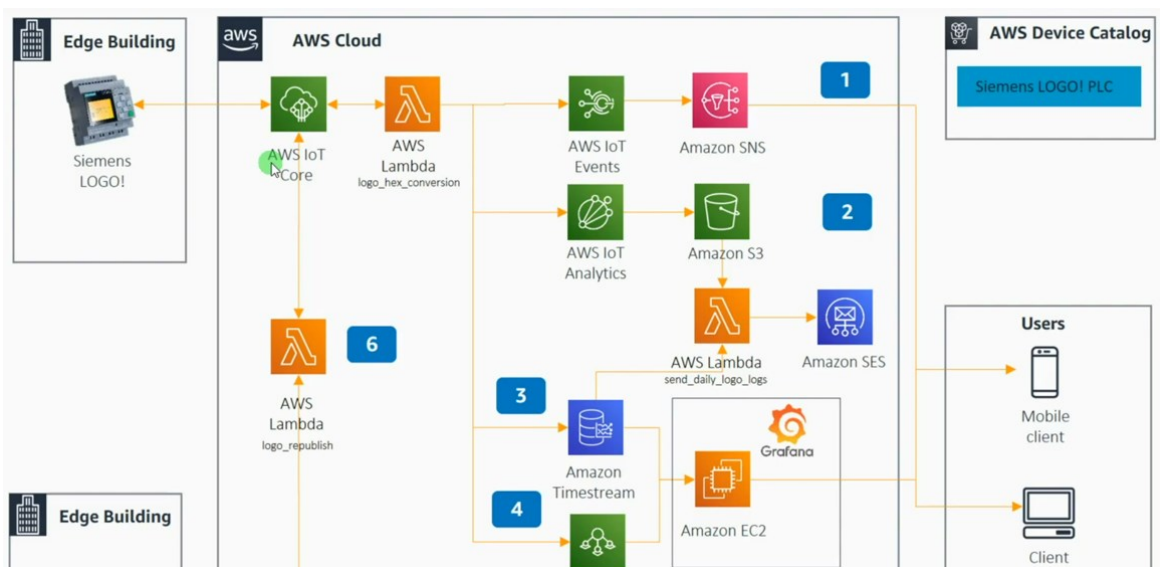 Edge Building
Siemens
LOGO!
aws
AWS Cloud
AWS IoT
Core
AWS
Lambda
logo_hex_conversion
AWS IoT
Events
Amazon SNS
1
AWS IoT
Analytics
Amazon S3
2
AWS Lambda
send_daily_logo_logs
Amazon SES
6
AWS
Lambda
logo_republish
3
Amazon
Timestream
4
Grafana
Amazon EC2
AWS Device Catalog
Siemens LOGO! PLC
Users
Mobile
client
Client
Edge Building